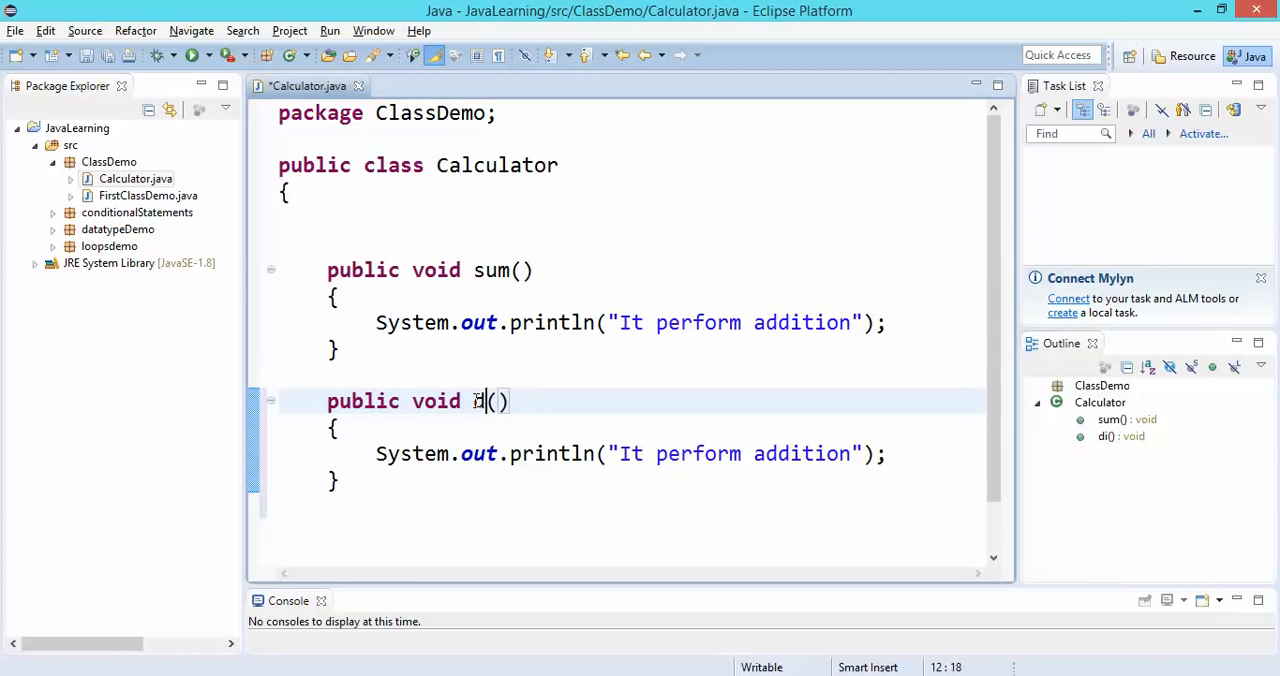 Java - JavaLearning/src/ClassDemo/Calculator.java - Eclipse Platform
File Edit Source Refactor Navigate Search Project Run Window Help
Quick Access Resource Java
Package Explorer
JavaLearning
src
ClassDemo
Calculator.java
FirstClassDemo.java
conditionalStatements
datatypeDemo
loopsdemo
JRE System Library [JavaSE-1.8]
*Calculator.java
package ClassDemo;
public class Calculator
{
public void sum()
{
System.out.println("It perform addition");
}
public void d()
{
System.out.println("It perform addition");
}
Console
No consoles to display at this time.
Task List
Find All Activate...
Connect Mylyn
Connect to your task and ALM tools or
create a local task.
Outline
ClassDemo
Calculator
sum() : void
di() : void
Writable Smart Insert 12 : 18